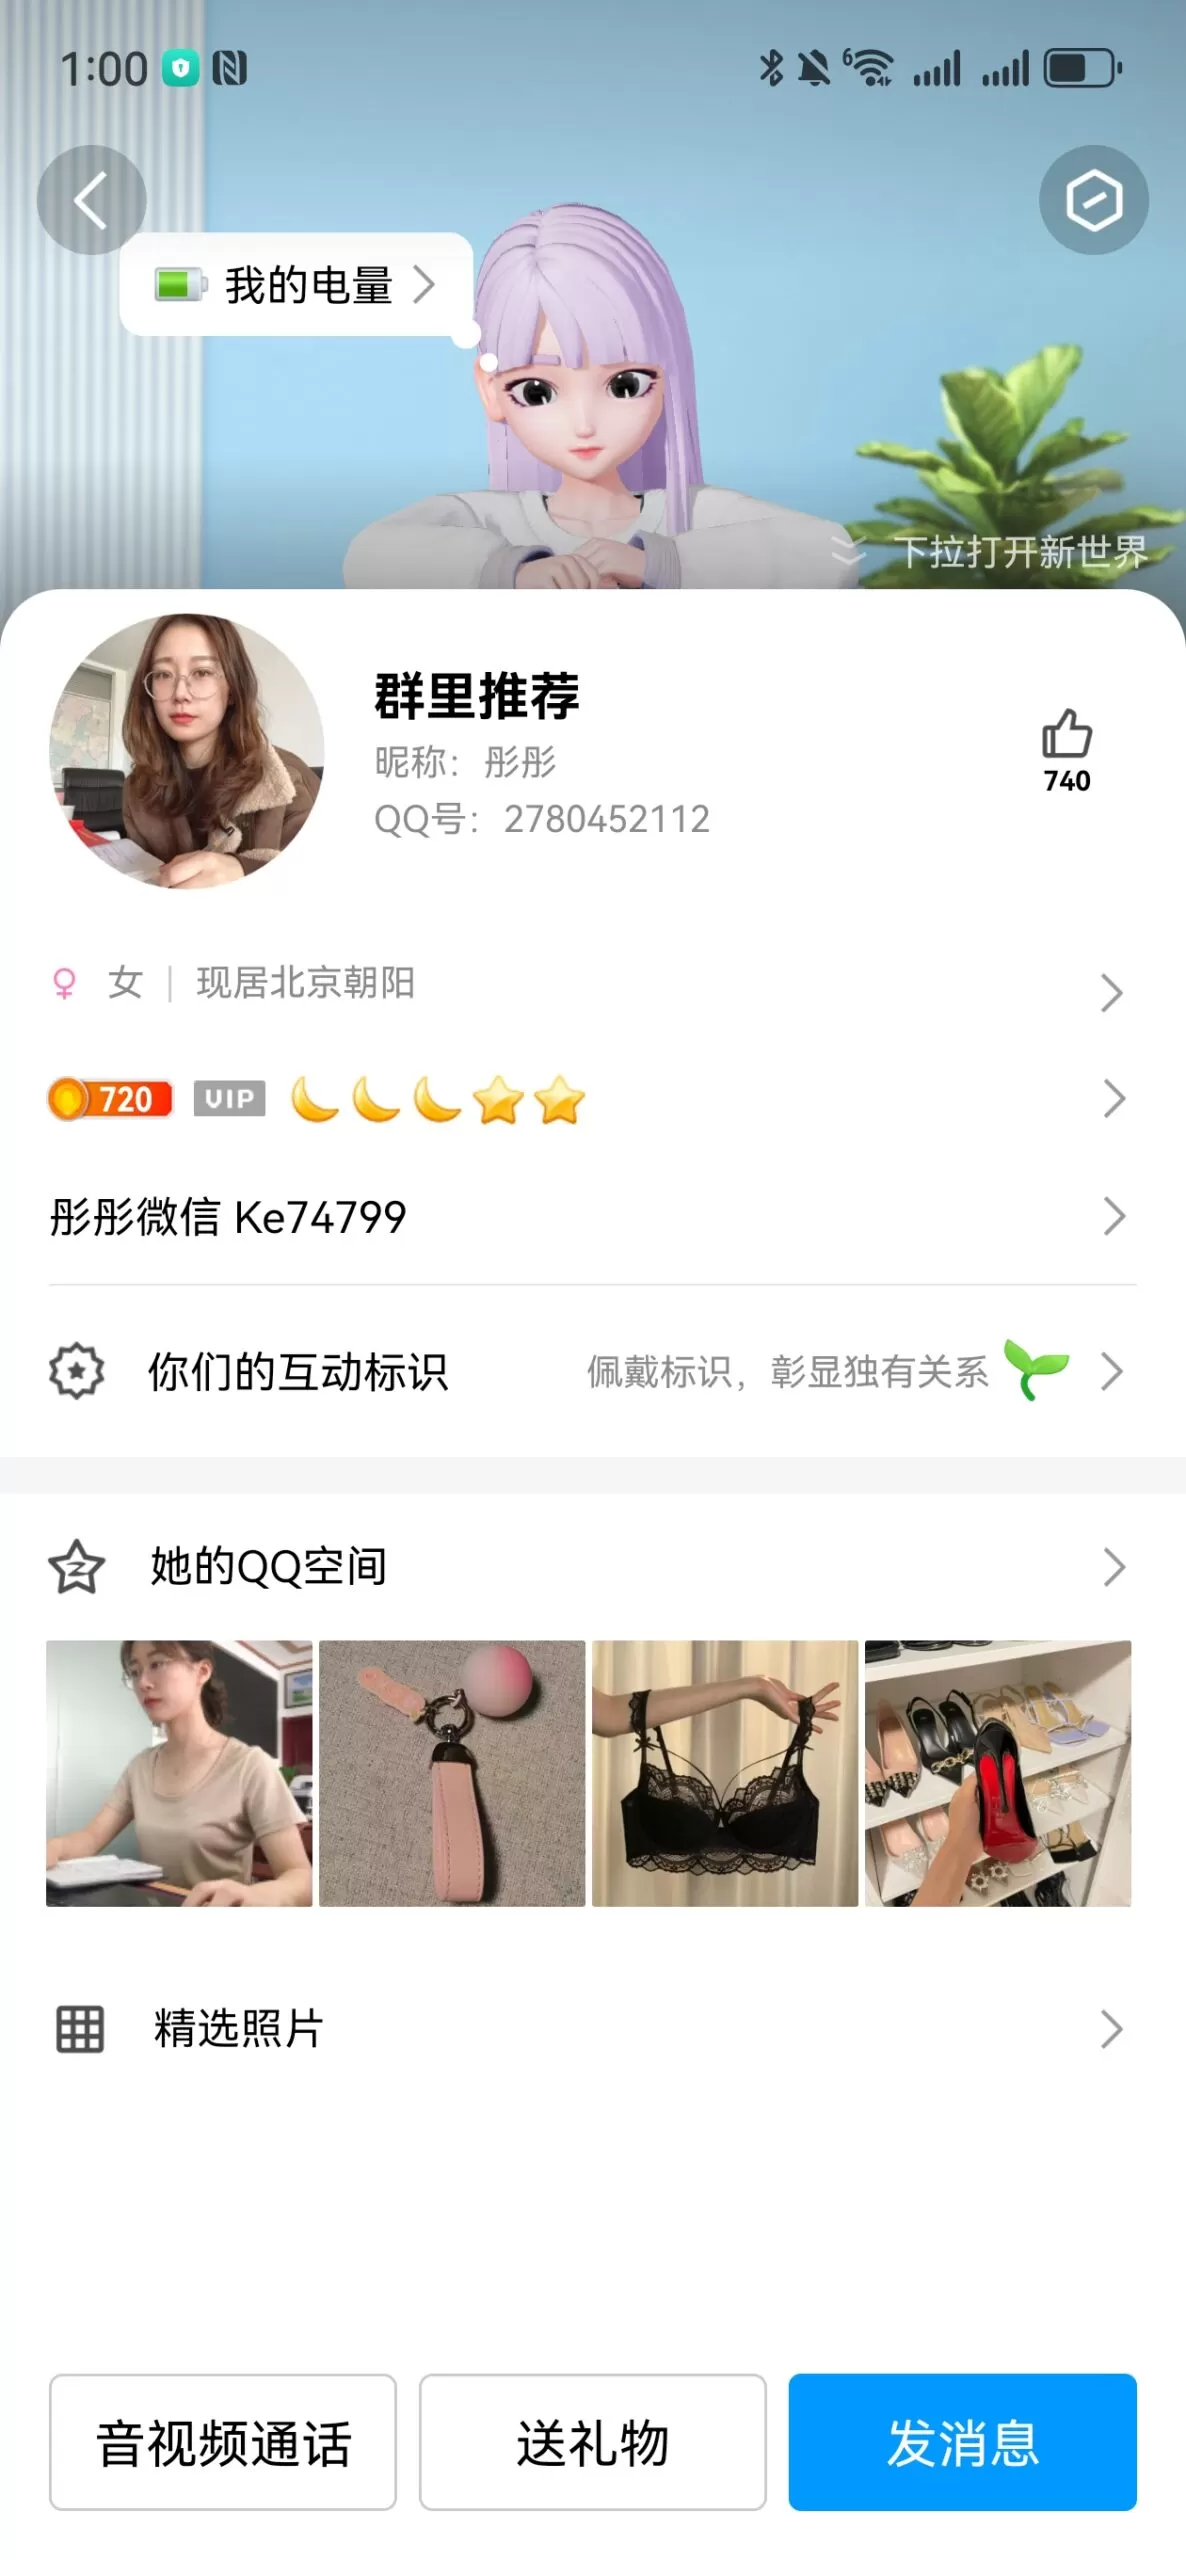 1:00
6
我的电量
下拉打开新世界
群里推荐
昵称：彤彤
QQ号：2780452112
740
女 | 现居北京朝阳
720 VIP
彤彤微信 Ke74799
你们的互动标识 佩戴标识，彰显独有关系
她的QQ空间
精选照片
音视频通话 送礼物 发消息